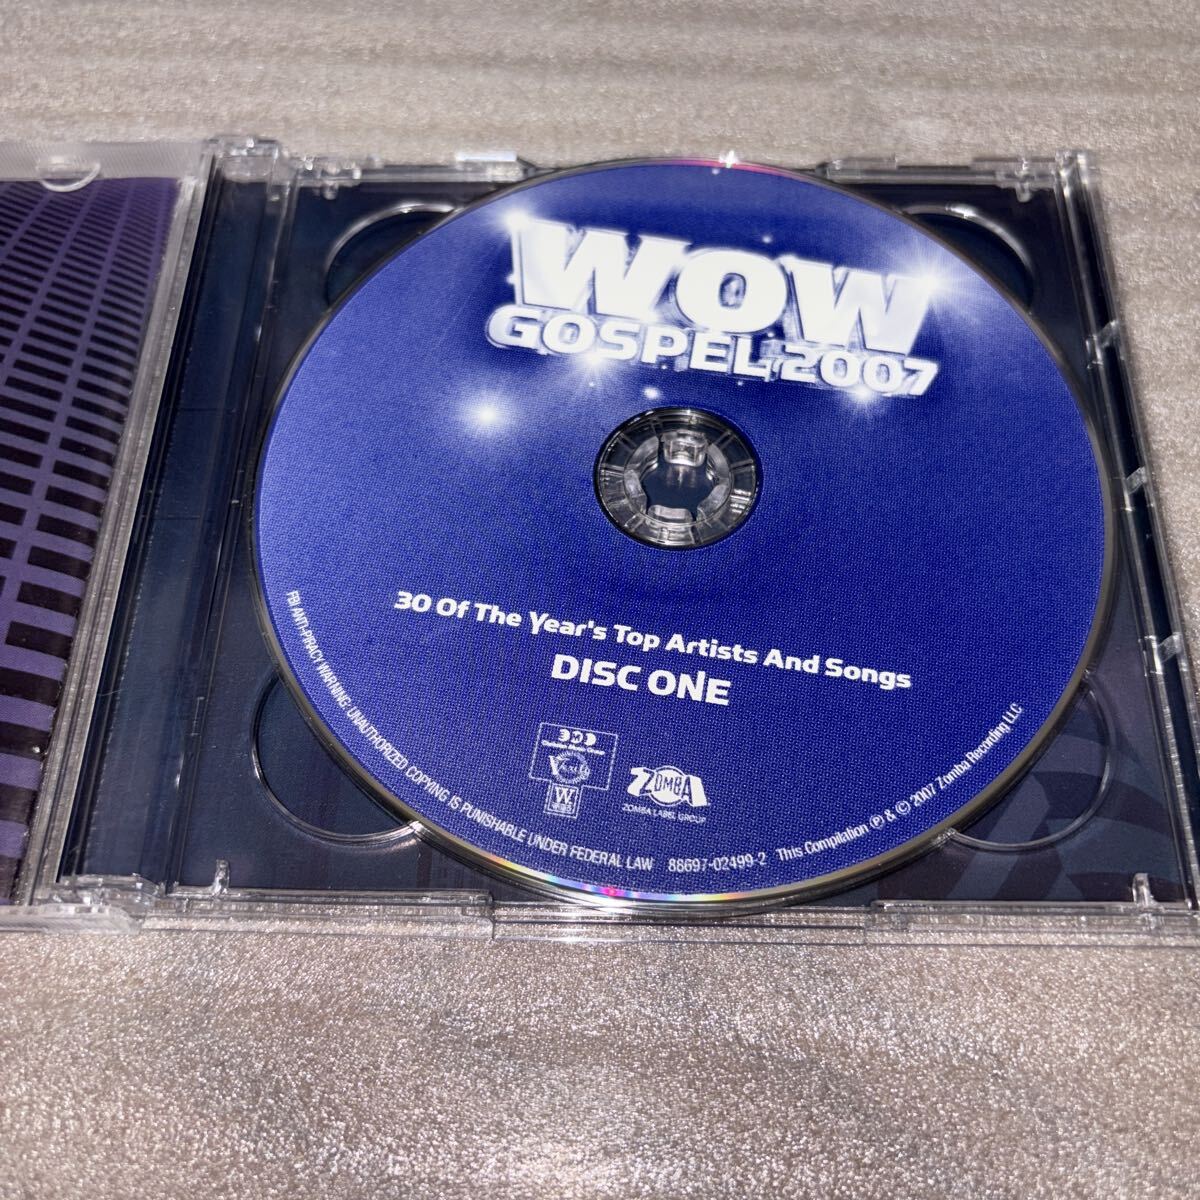 WOW
GOSPEL 2007
30 Of The Year's Top Artists And Songs
DISC ONE
ZOMBA
ZOMBA LABEL GROUP
FBI ANTI-PIRACY WARNING: UNAUTHORIZED COPYING IS PUNISHABLE UNDER FEDERAL LAW 88697-02499-2 This Compilation ℗ & © 2007 Zomba Recording LLC